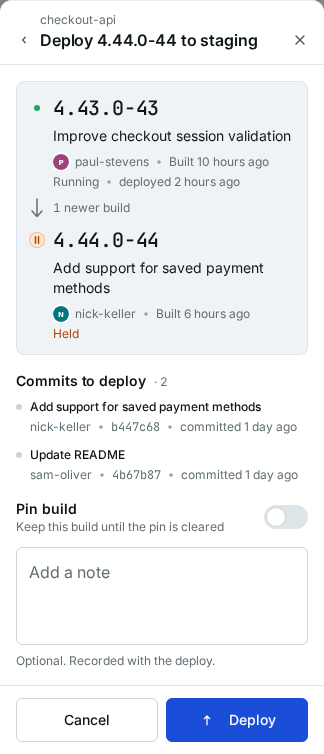 checkout-api
Deploy 4.44.0-44 to staging
4.43.0-43
Improve checkout session validation
P paul-stevens • Built 10 hours ago
Running • deployed 2 hours ago
1 newer build
4.44.0-44
Add support for saved payment
methods
N nick-keller • Built 6 hours ago
Held
Commits to deploy · 2
Add support for saved payment methods
nick-keller • b447c68 • committed 1 day ago
Update README
sam-oliver • 4b67b87 • committed 1 day ago
Pin build
Keep this build until the pin is cleared
Add a note
Optional. Recorded with the deploy.
Cancel
Deploy